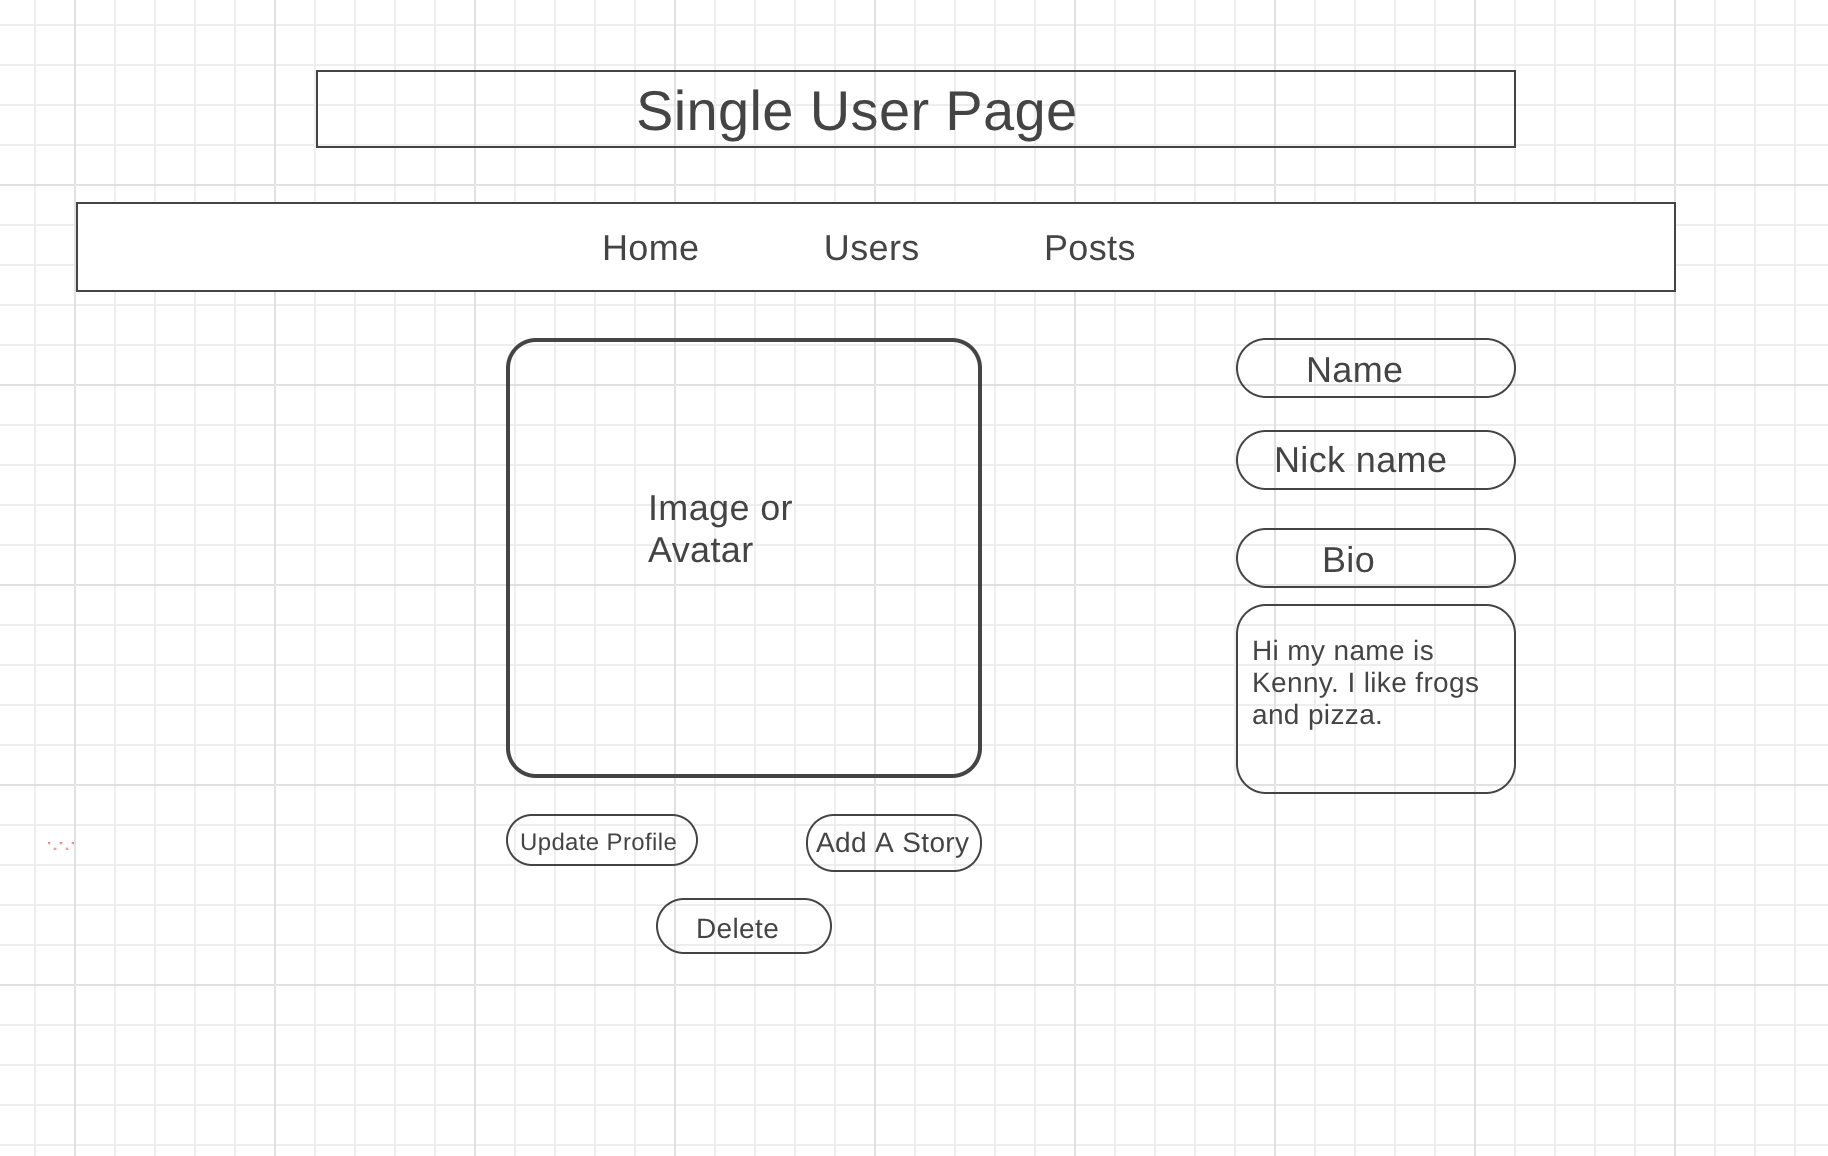 Single User Page
Home Users Posts
Image or
Avatar
Name
Nick name
Bio
Hi my name is
Kenny. I like frogs
and pizza.
Update Profile
Add A Story
Delete